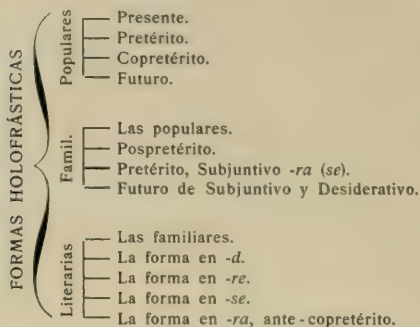 FORMAS HOLOFRÁSTICAS
Populares
Presente.
Pretérito.
Copretérito.
Futuro.
Famil.
Las populares.
Pospretérito.
Pretérito, Subjuntivo -ra (se).
Futuro de Subjuntivo y Desiderativo.
Literarias
Las familiares.
La forma en -d.
La forma en -re.
La forma en -se.
La forma en -ra, ante-copretérito.